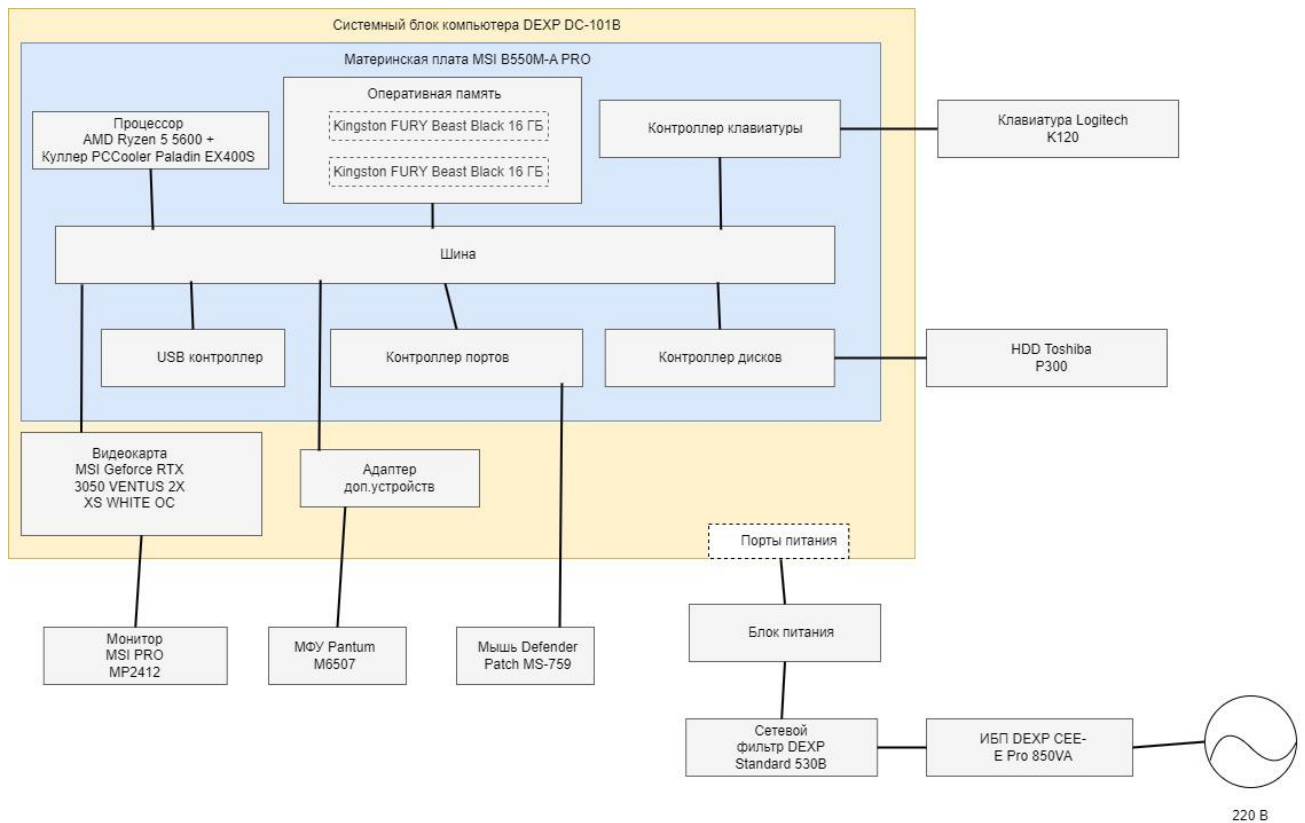 Системный блок компьютера DEXP DC-101B
Материнская плата MSI B550M-A PRO
Оперативная память
Kingston FURY Beast Black 16 ГБ
Kingston FURY Beast Black 16 ГБ
Процессор
AMD Ryzen 5 5600 +
Куллер PCCooler Paladin EX400S
Контроллер клавиатуры
Клавиатура Logitech
K120
Шина
USB контроллер
Контроллер портов
Контроллер дисков
HDD Toshiba
P300
Видеокарта
MSI Geforce RTX
3050 VENTUS 2X
XS WHITE OC
Адаптер
доп.устройств
Порты питания
Монитор
MSI PRO
MP2412
МФУ Pantum
M6507
Мышь Defender
Patch MS-759
Блок питания
Сетевой
фильтр DEXP
Standard 530B
ИБП DEXP CEE-
E Pro 850VA
220 В